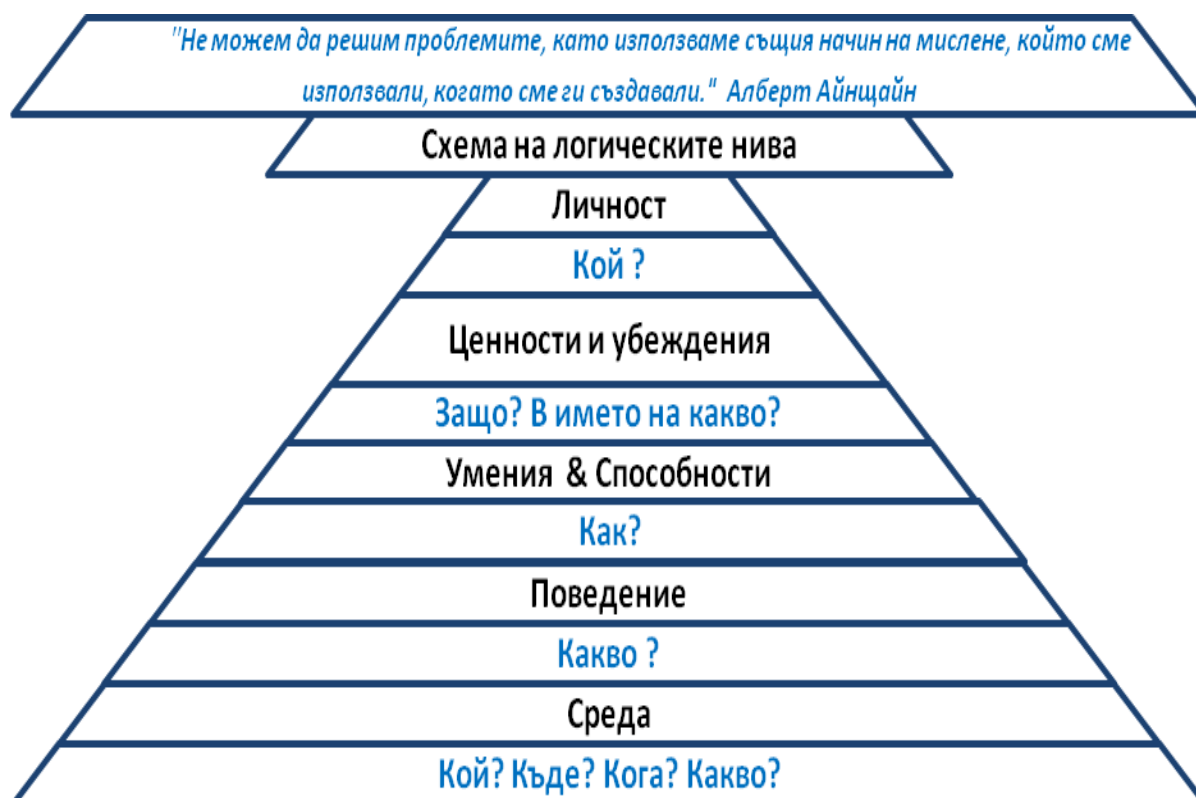 "Не можем да решим проблемите, като използваме същия начин на мислене, който сме
използвали, когато сме ги създавали." Алберт Айнщайн
Схема на логическите нива
Личност
Кой ?
Ценности и убеждения
Защо? В името на какво?
Умения & Способности
Как?
Поведение
Какво ?
Среда
Кой? Къде? Кога? Какво?